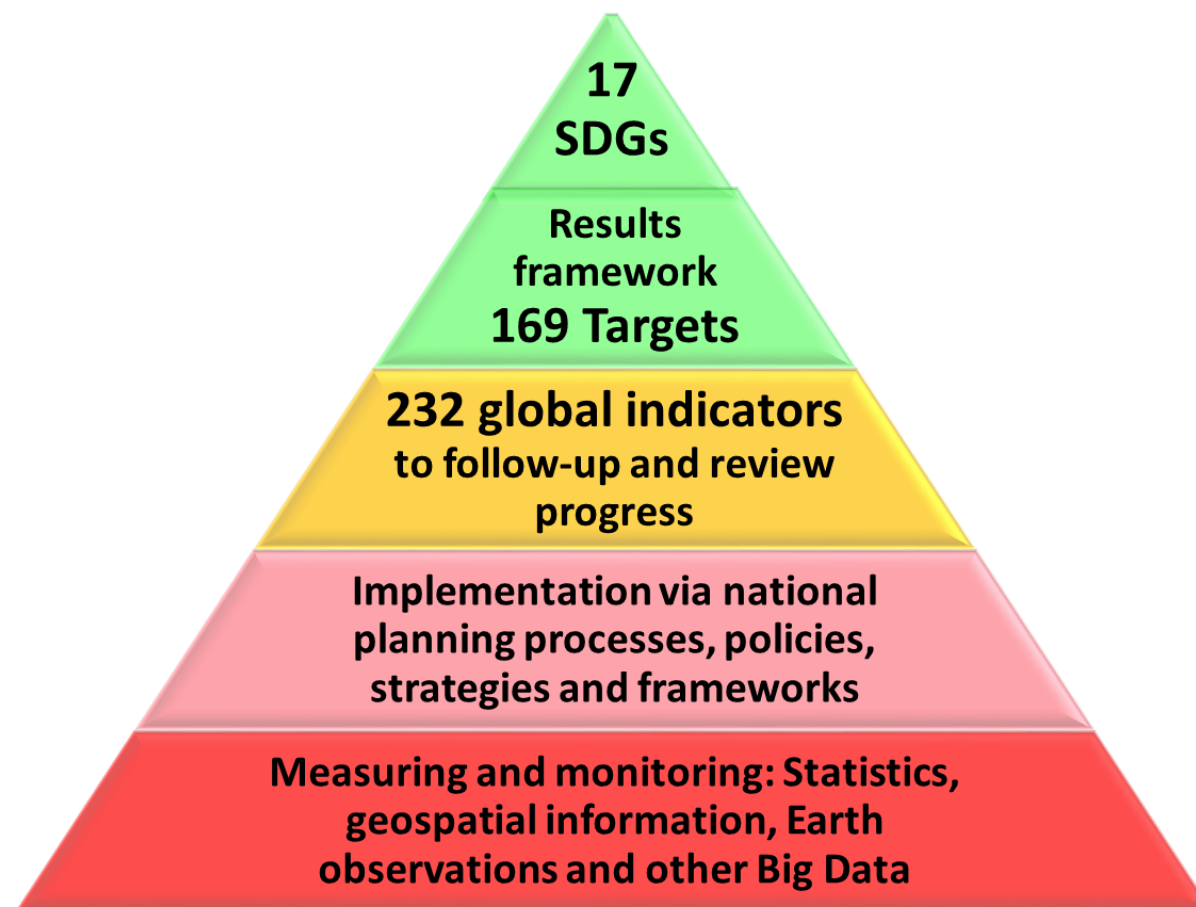 17
SDGs
Results
framework
169 Targets
232 global indicators
to follow-up and review
progress
Implementation via national
planning processes, policies,
strategies and frameworks
Measuring and monitoring: Statistics,
geospatial information, Earth
observations and other Big Data